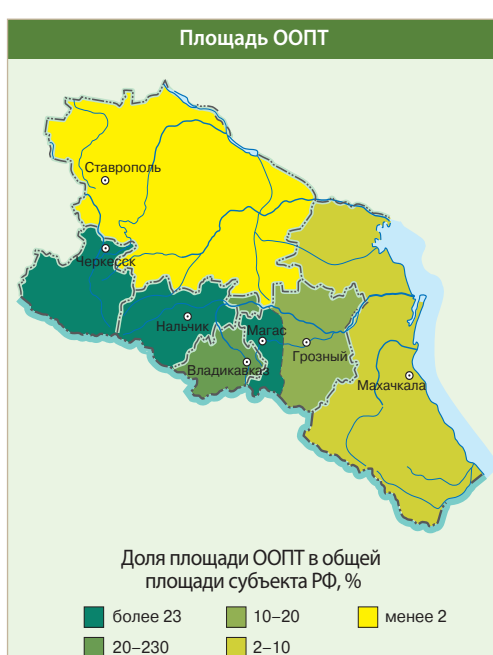 Площадь ООПТ
Ставрополь
Черкесск
Нальчик
Магас
Грозный
Владикавказ
Махачкала
Доля площади ООПТ в общей
площади субъекта РФ, %
более 23
10–20
менее 2
20–230
2–10